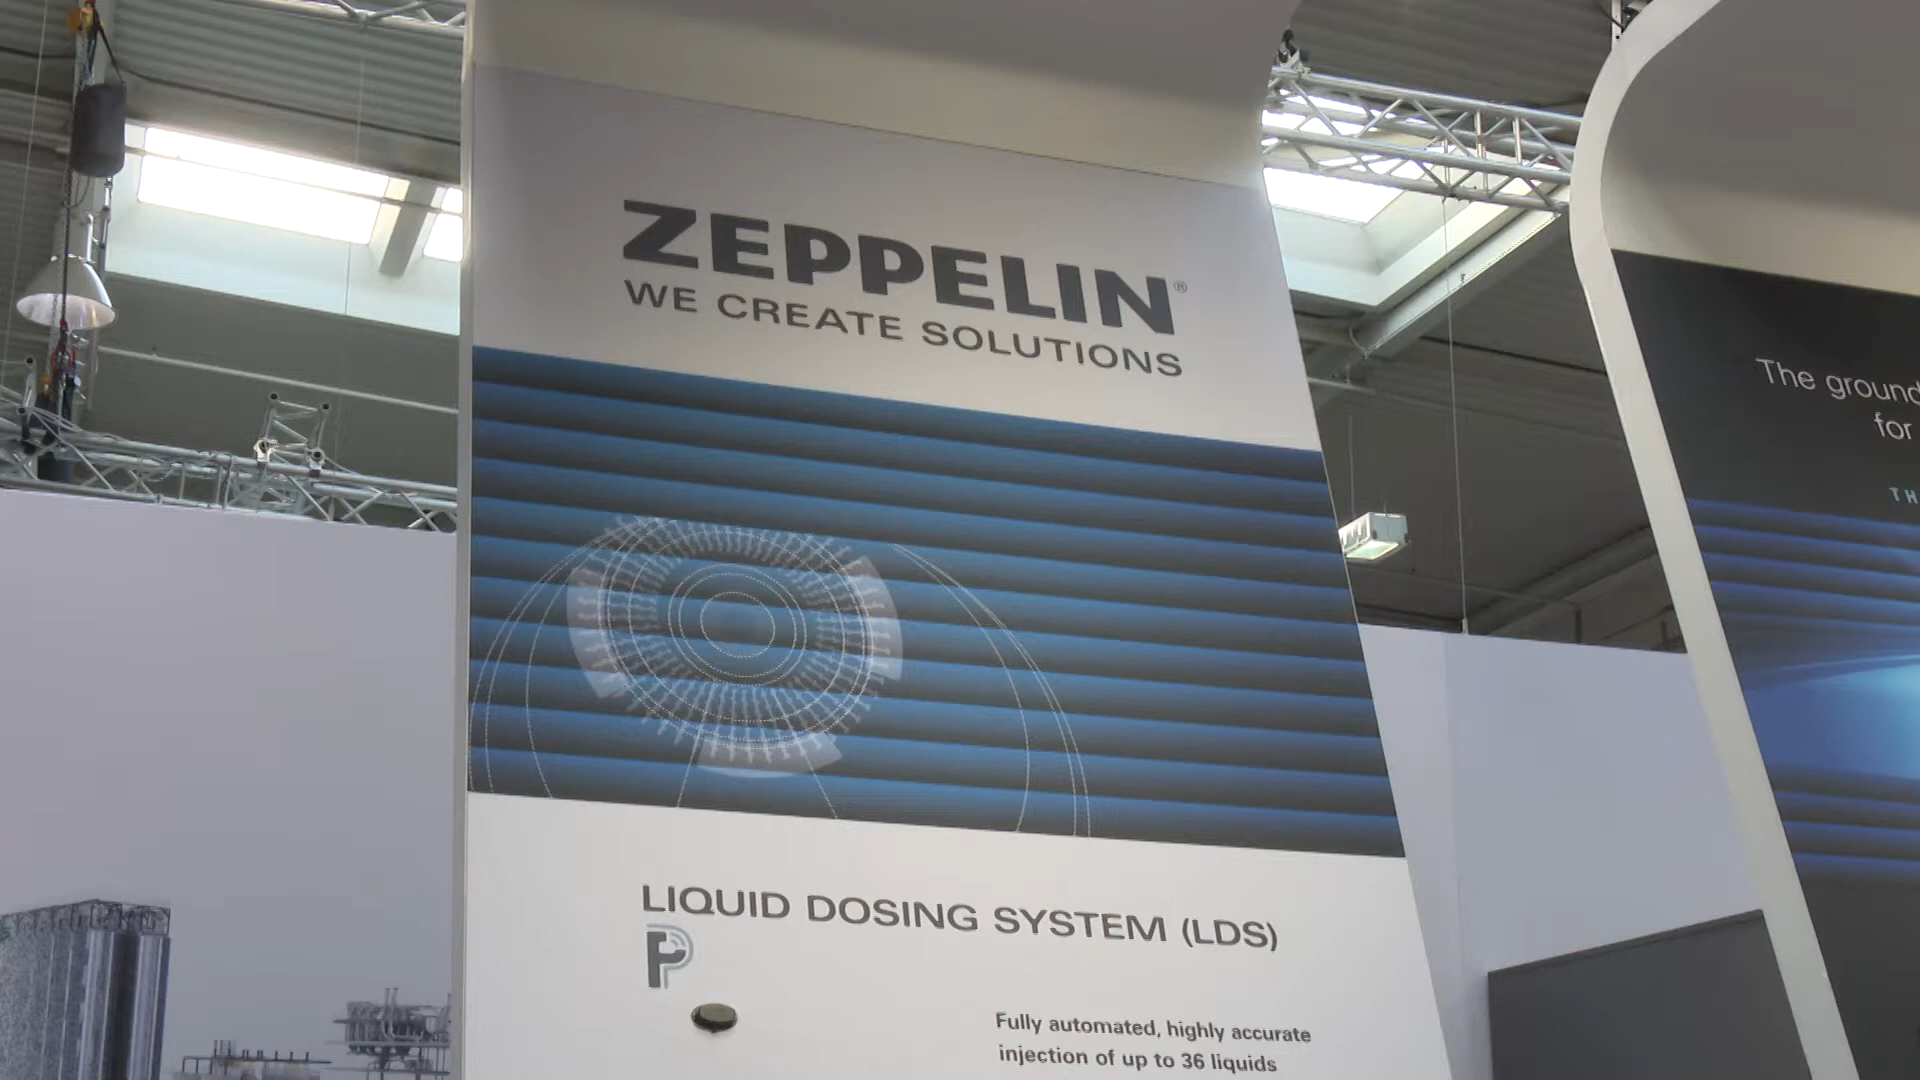 ZEPPELIN®
WE CREATE SOLUTIONS
LIQUID DOSING SYSTEM (LDS)
Fully automated, highly accurate
injection of up to 36 liquids
The ground
for
TH